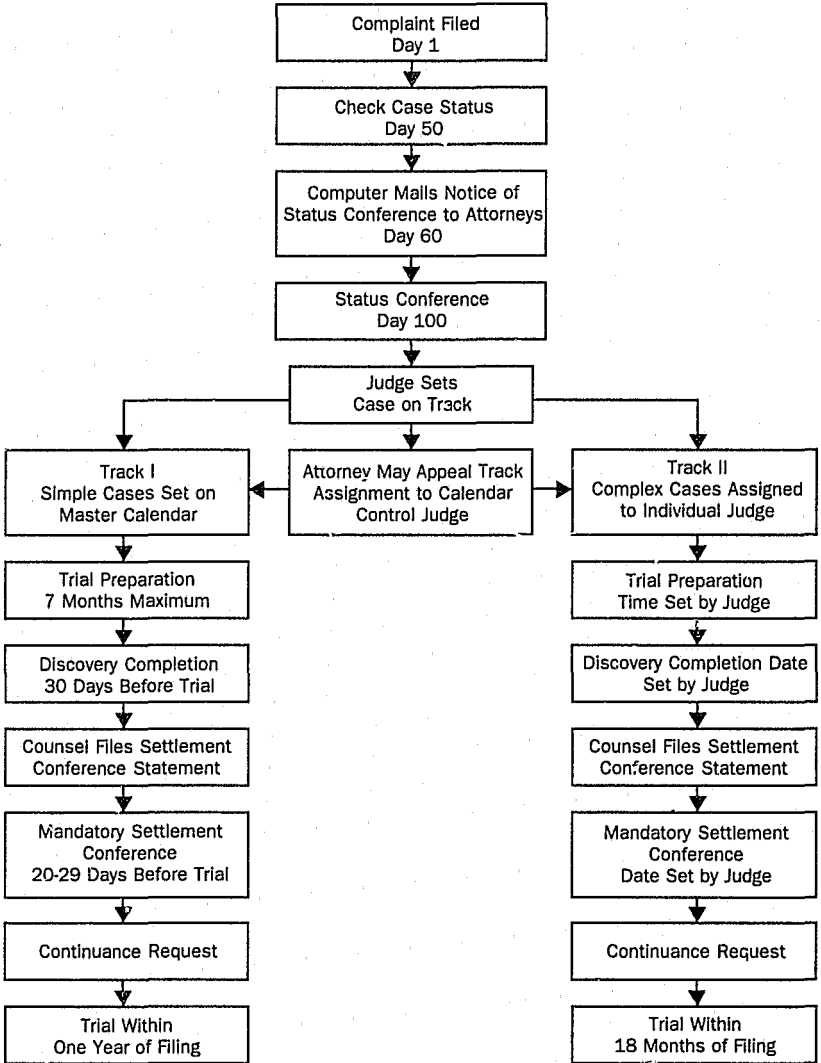 Complaint Filed
Day 1
Check Case Status
Day 50
Computer Mails Notice of
Status Conference to Attorneys
Day 60
Status Conference
Day 100
Judge Sets
Case on Track
Track I
Simple Cases Set on
Master Calendar
Attorney May Appeal Track
Assignment to Calendar
Control Judge
Track II
Complex Cases Assigned
to Individual Judge
Trial Preparation
7 Months Maximum
Trial Preparation
Time Set by Judge
Discovery Completion
30 Days Before Trial
Discovery Completion Date
Set by Judge
Counsel Files Settlement
Conference Statement
Counsel Files Settlement
Conference Statement
Mandatory Settlement
Conference
20-29 Days Before Trial
Mandatory Settlement
Conference
Date Set by Judge
Continuance Request
Continuance Request
Trial Within
One Year of Filing
Trial Within
18 Months of Filing